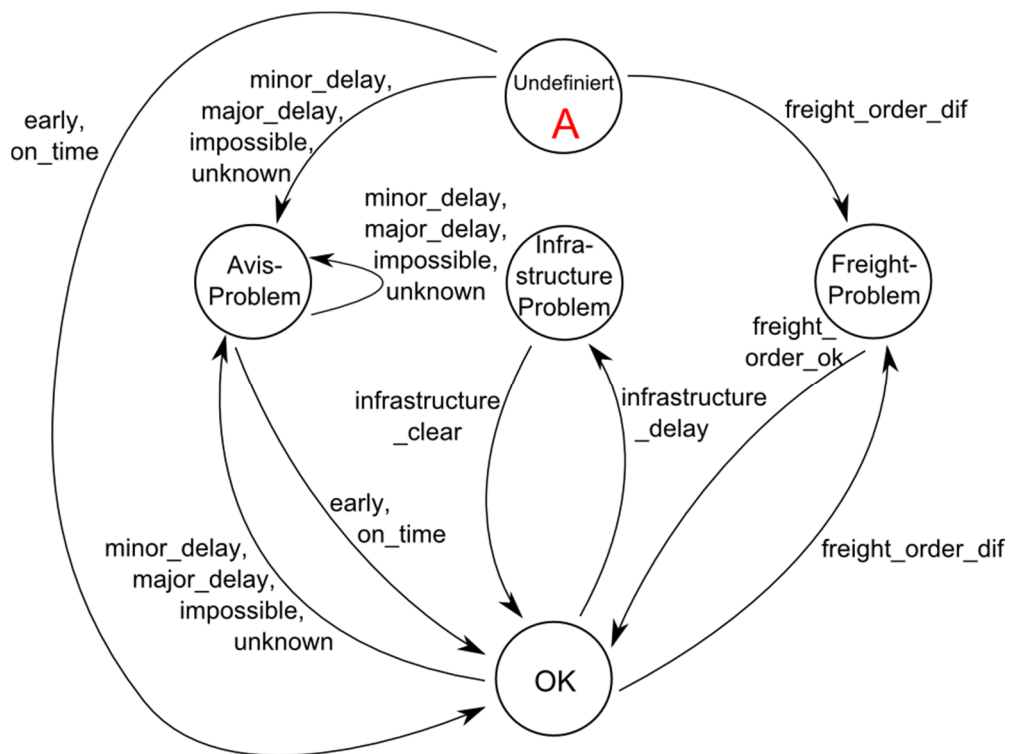 Undefiniert
A
minor_delay,
major_delay,
impossible,
unknown
early,
on_time
freight_order_dif
minor_delay,
major_delay,
impossible,
unknown
Avis-
Problem
Infra-
structure
Problem
Freight-
Problem
freight_
order_ok
infrastructure
_clear
infrastructure
_delay
early,
on_time
minor_delay,
major_delay,
impossible,
unknown
freight_order_dif
OK